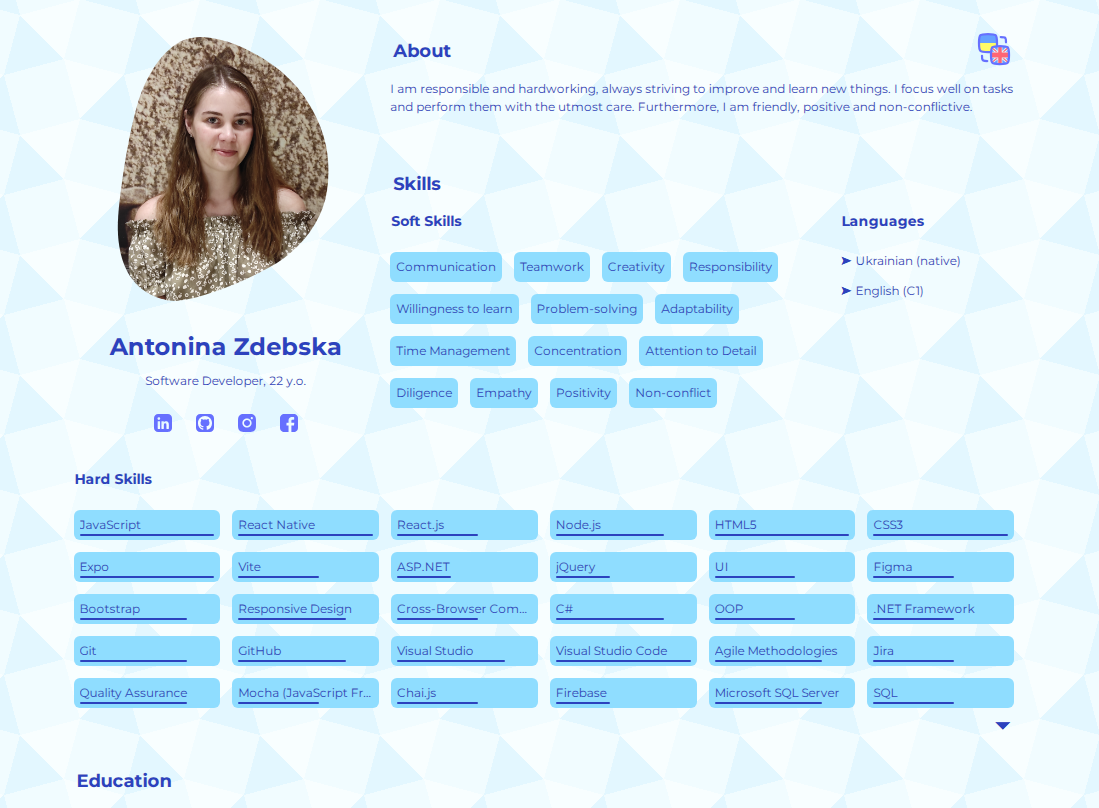 About
I am responsible and hardworking, always striving to improve and learn new things. I focus well on tasks
and perform them with the utmost care. Furthermore, I am friendly, positive and non-conflictive.
Skills
Soft Skills
Communication Teamwork Creativity Responsibility
Willingness to learn Problem-solving Adaptability
Time Management Concentration Attention to Detail
Diligence Empathy Positivity Non-conflict
Languages
➤ Ukrainian (native)
➤ English (C1)
Antonina Zdebska
Software Developer, 22 y.o.
Hard Skills
JavaScript React Native React.js Node.js HTML5 CSS3
Expo Vite ASP.NET jQuery UI Figma
Bootstrap Responsive Design Cross-Browser Com... C# OOP .NET Framework
Git GitHub Visual Studio Visual Studio Code Agile Methodologies Jira
Quality Assurance Mocha (JavaScript Fr... Chai.js Firebase Microsoft SQL Server SQL
Education